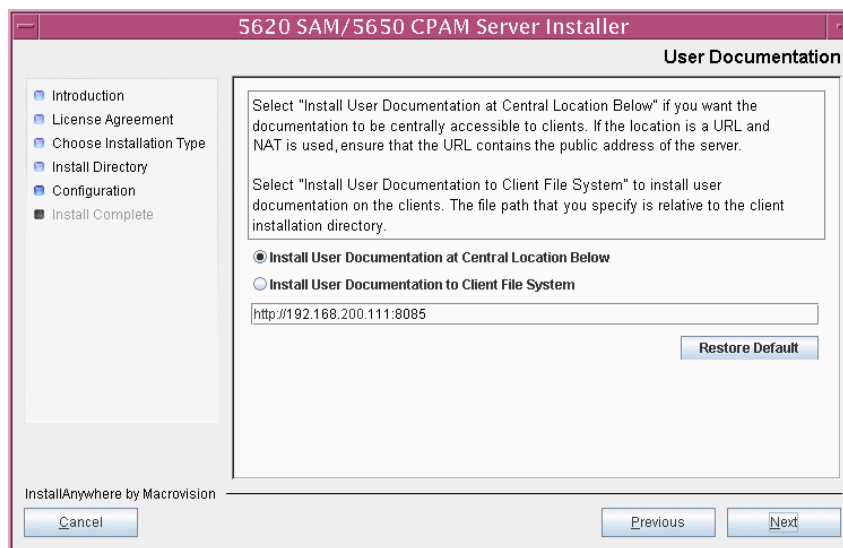 5620 SAM/5650 CPAM Server Installer
User Documentation
Introduction
License Agreement
Choose Installation Type
Install Directory
Configuration
Install Complete
Select "Install User Documentation at Central Location Below" if you want the
documentation to be centrally accessible to clients. If the location is a URL and
NAT is used, ensure that the URL contains the public address of the server.
Select "Install User Documentation to Client File System" to install user
documentation on the clients. The file path that you specify is relative to the client
installation directory.
Install User Documentation at Central Location Below
Install User Documentation to Client File System
http://192.168.200.111:8085
Restore Default
InstallAnywhere by Macrovision
Cancel
Previous
Next